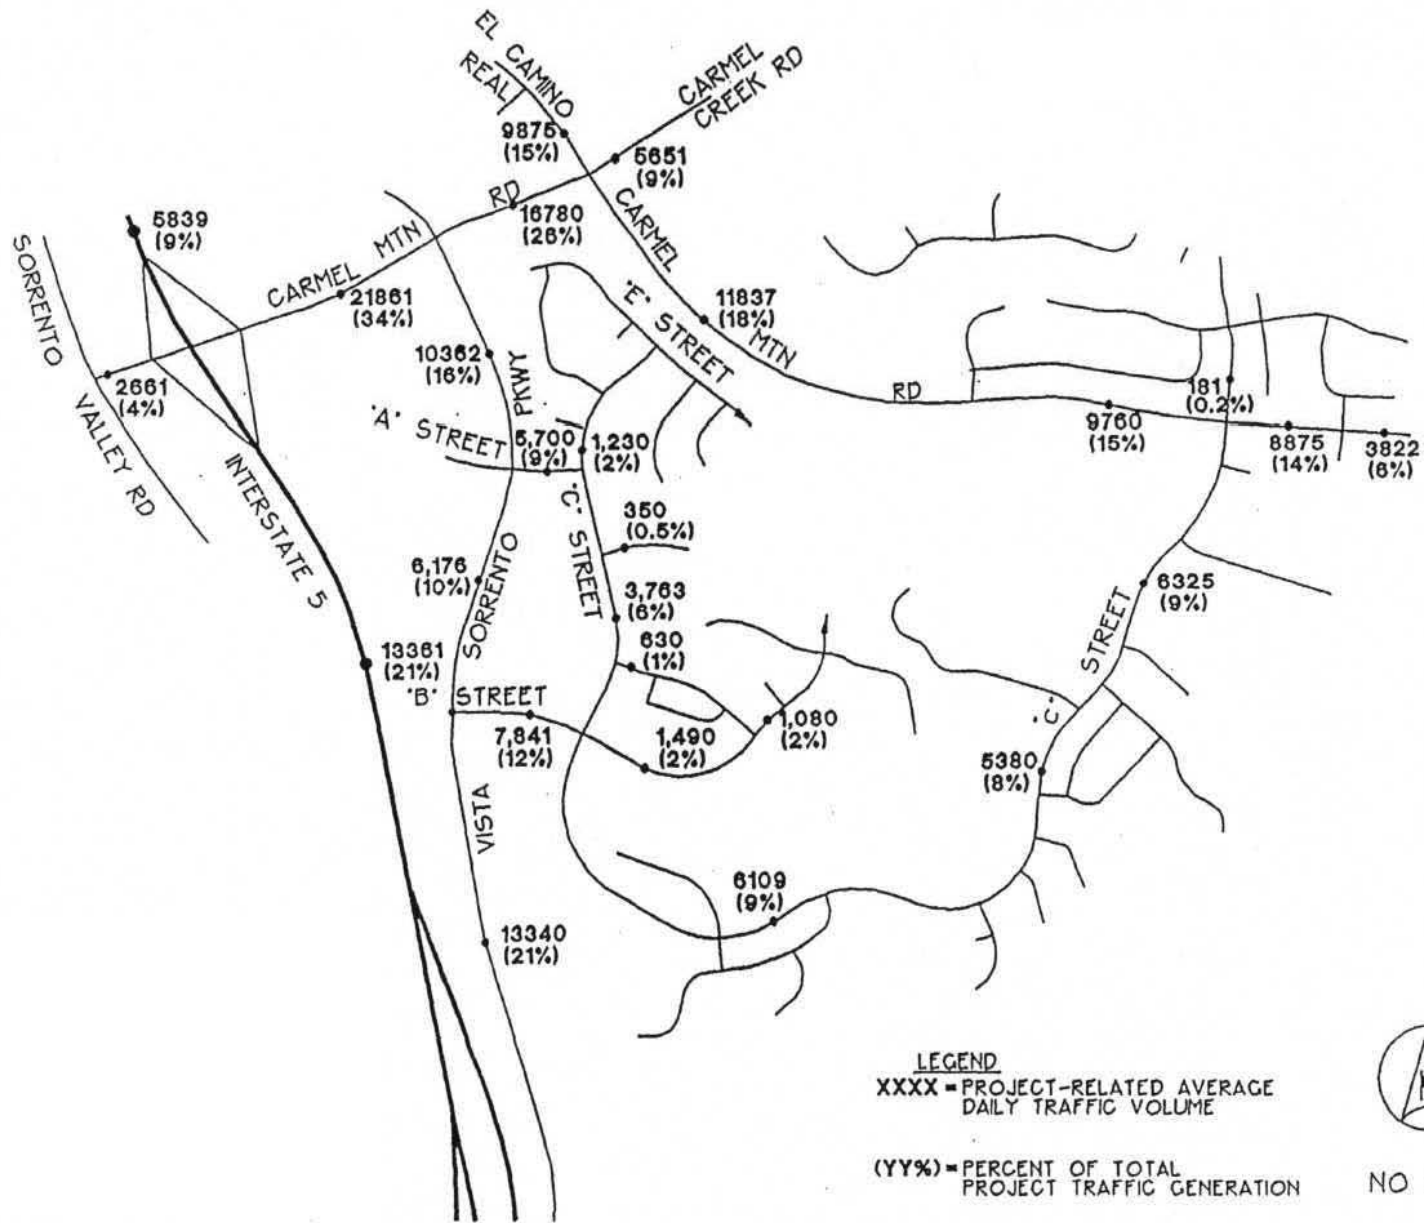 EL CAMINO
REAL
CARMEL
CREEK RD
9875
(15%)
5651
(9%)
RD
16780
(26%)
CARMEL
5839
(9%)
MTN
SORRENTO
CARMEL
21861
(34%)
"E" STREET
11837
(18%)
MTN
10362
(16%)
PKWY
2661
(4%)
RD
181
(0.2%)
9760
(15%)
8875
(14%)
3822
(6%)
VALLEY RD
"A" STREET
5,700
(9%)
1,230
(2%)
INTERSTATE 5
"C" STREET
350
(0.5%)
6,176
(10%)
SORRENTO
3,763
(6%)
6325
(9%)
STREET
13361
(21%)
630
(1%)
"B" STREET
"C"
7,841
(12%)
1,490
(2%)
1,080
(2%)
5380
(8%)
VISTA
6109
(9%)
13340
(21%)
LEGEND
XXXX = PROJECT-RELATED AVERAGE
DAILY TRAFFIC VOLUME
(YY%) = PERCENT OF TOTAL
PROJECT TRAFFIC GENERATION
NO